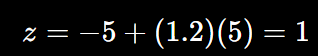 z = −5 + (1.2)(5) = 1